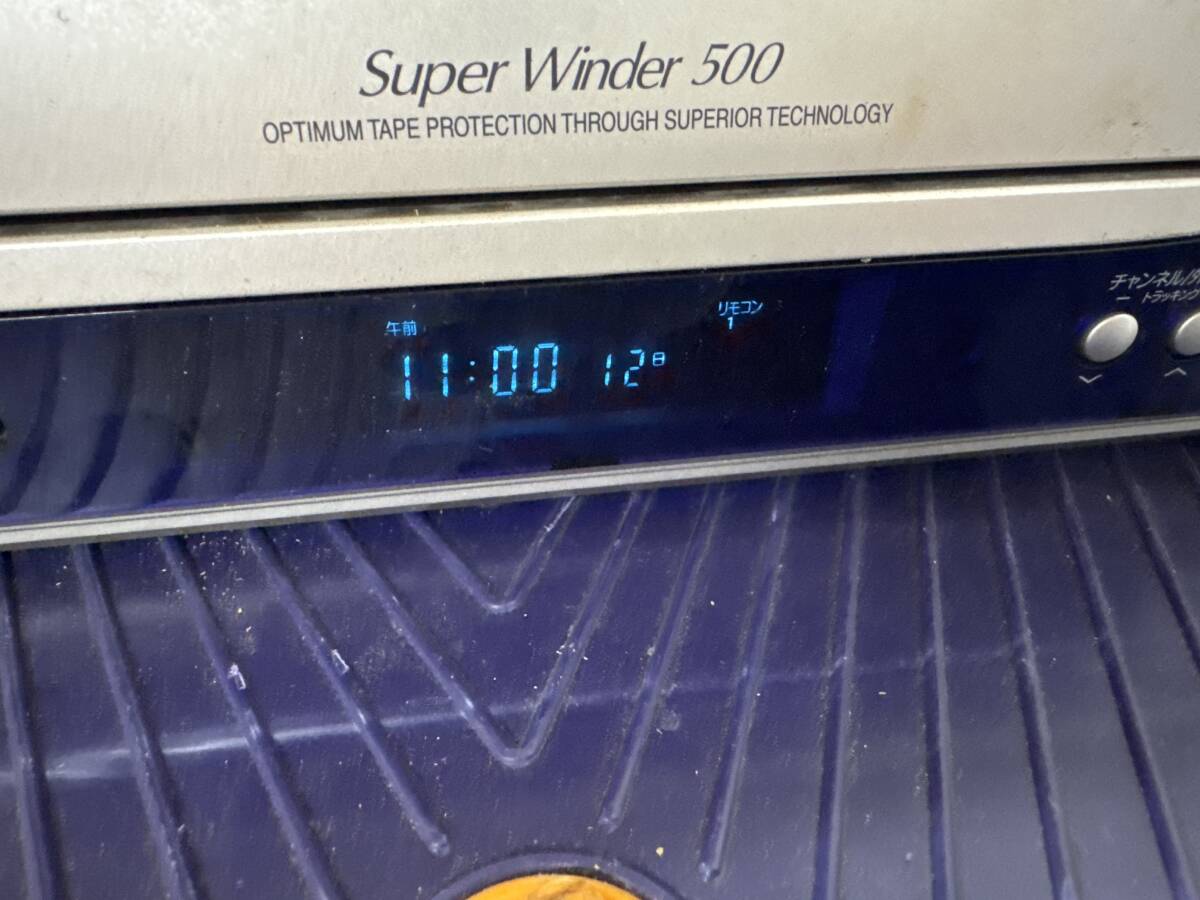 Super Winder 500
OPTIMUM TAPE PROTECTION THROUGH SUPERIOR TECHNOLOGY
午前
リモコン
1
11:00 12日
チャンネル/
トラッキング